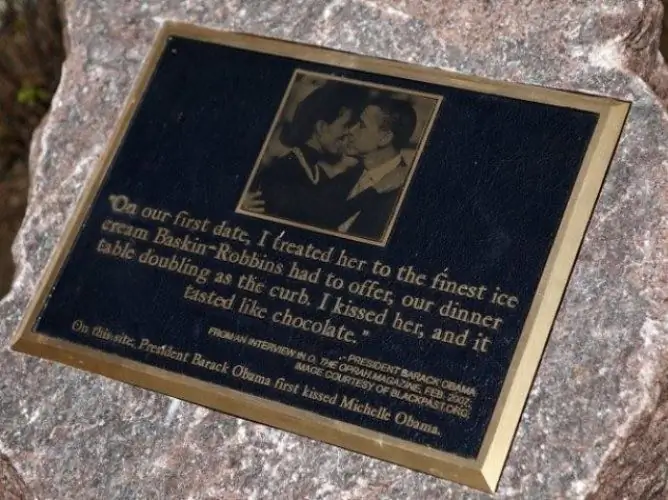 "On our first date, I treated her to the finest ice
cream Baskin-Robbins had to offer, our dinner
table doubling as the curb. I kissed her, and it
tasted like chocolate."
- PRESIDENT BARACK OBAMA
FROM AN INTERVIEW IN O, THE OPRAH MAGAZINE, FEB. 2007;
IMAGE COURTESY OF BLACKPAST.ORG
On this site, President Barack Obama first kissed Michelle Obama.